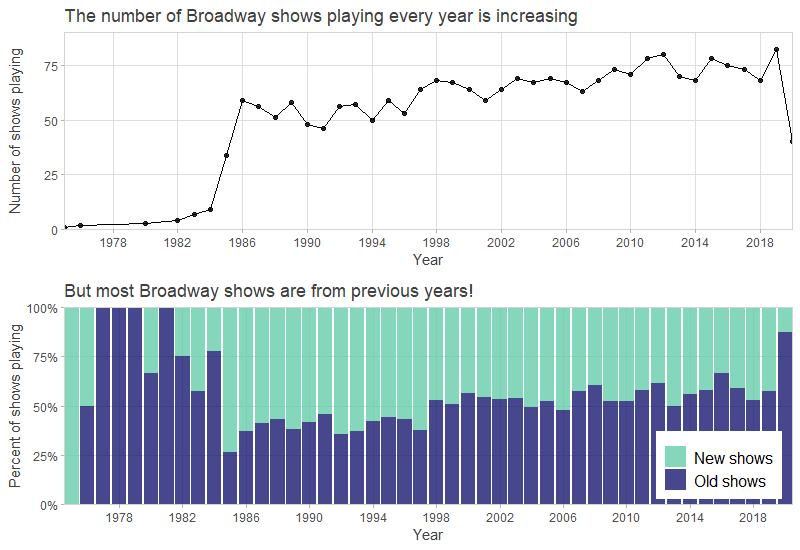 The number of Broadway shows playing every year is increasing
Number of shows playing
75
50
25
0
1978 1982 1986 1990 1994 1998 2002 2006 2010 2014 2018
Year
But most Broadway shows are from previous years!
Percent of shows playing
100%
75%
50%
25%
0%
New shows
Old shows
1978 1982 1986 1990 1994 1998 2002 2006 2010 2014 2018
Year